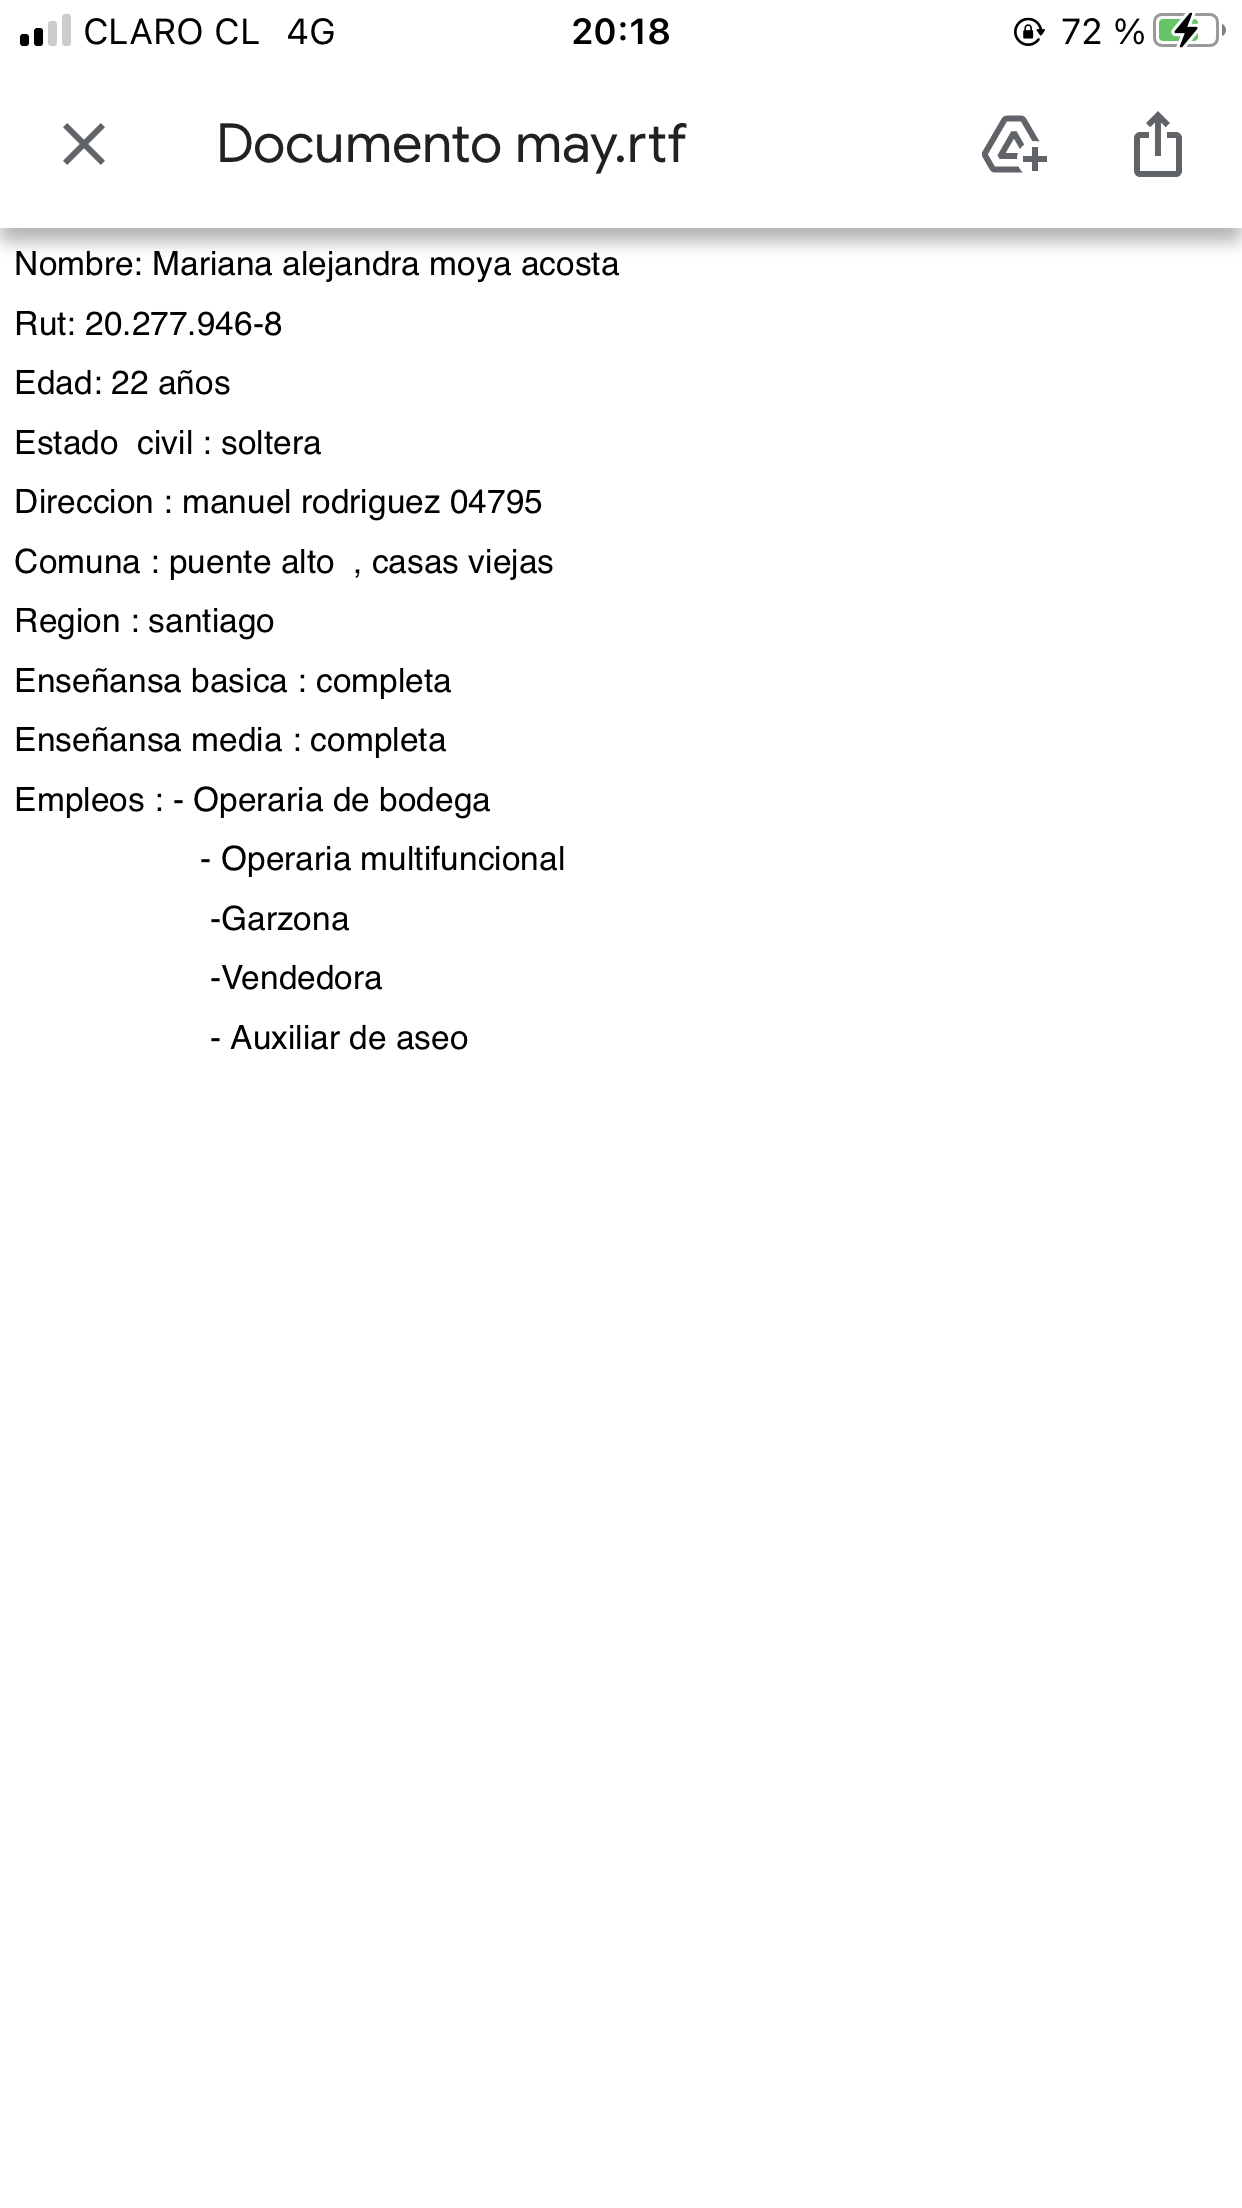 CLARO CL 4G 20:18 72 %
Documento may.rtf
Nombre: Mariana alejandra moya acosta
Rut: 20.277.946-8
Edad: 22 años
Estado  civil : soltera
Direccion : manuel rodriguez 04795
Comuna : puente alto  , casas viejas
Region : santiago
Enseñansa basica : completa
Enseñansa media : completa
Empleos : - Operaria de bodega
- Operaria multifuncional
-Garzona
-Vendedora
- Auxiliar de aseo